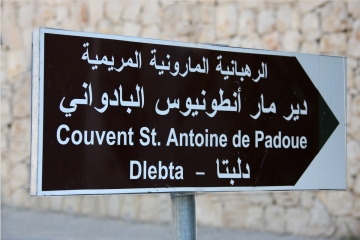 الرهبانية المارونية المريمية
دير مار أنطونيوس البادواني
Couvent St. Antoine de Padoue
Dlebta – دلبتا